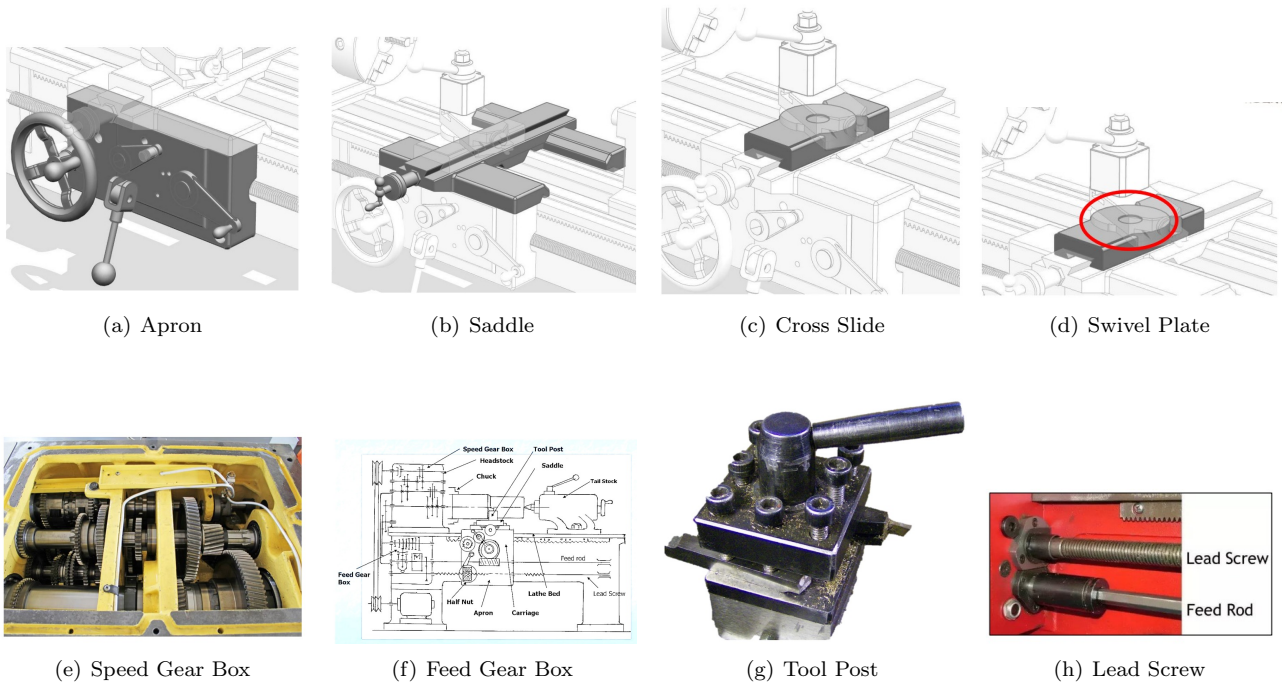 (a) Apron
(b) Saddle
(c) Cross Slide
(d) Swivel Plate
Speed Gear Box
Headstock
Chuck
Tool Post
Saddle
Tail Stock
Feed rod
Feed Gear
Box
Half Nut
Apron
Carriage
Lathe Bed
Lead Screw
Lead Screw
Feed Rod
(e) Speed Gear Box
(f) Feed Gear Box
(g) Tool Post
(h) Lead Screw